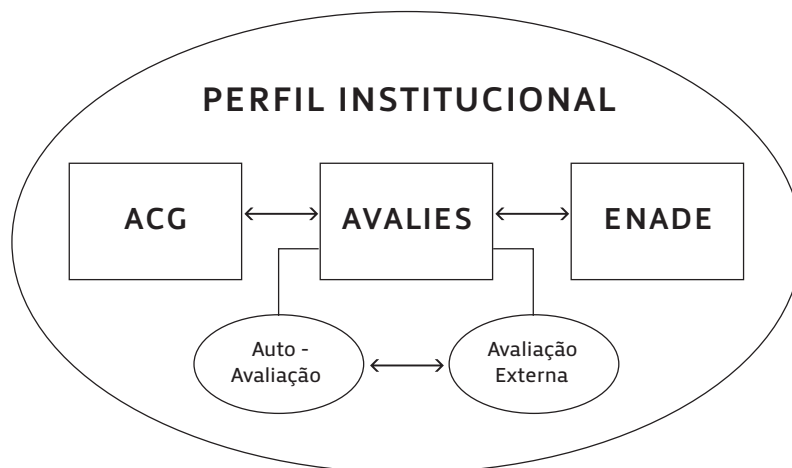 PERFIL INSTITUCIONAL
ACG
AVALIES
ENADE
Auto -
Avaliação
Avaliação
Externa